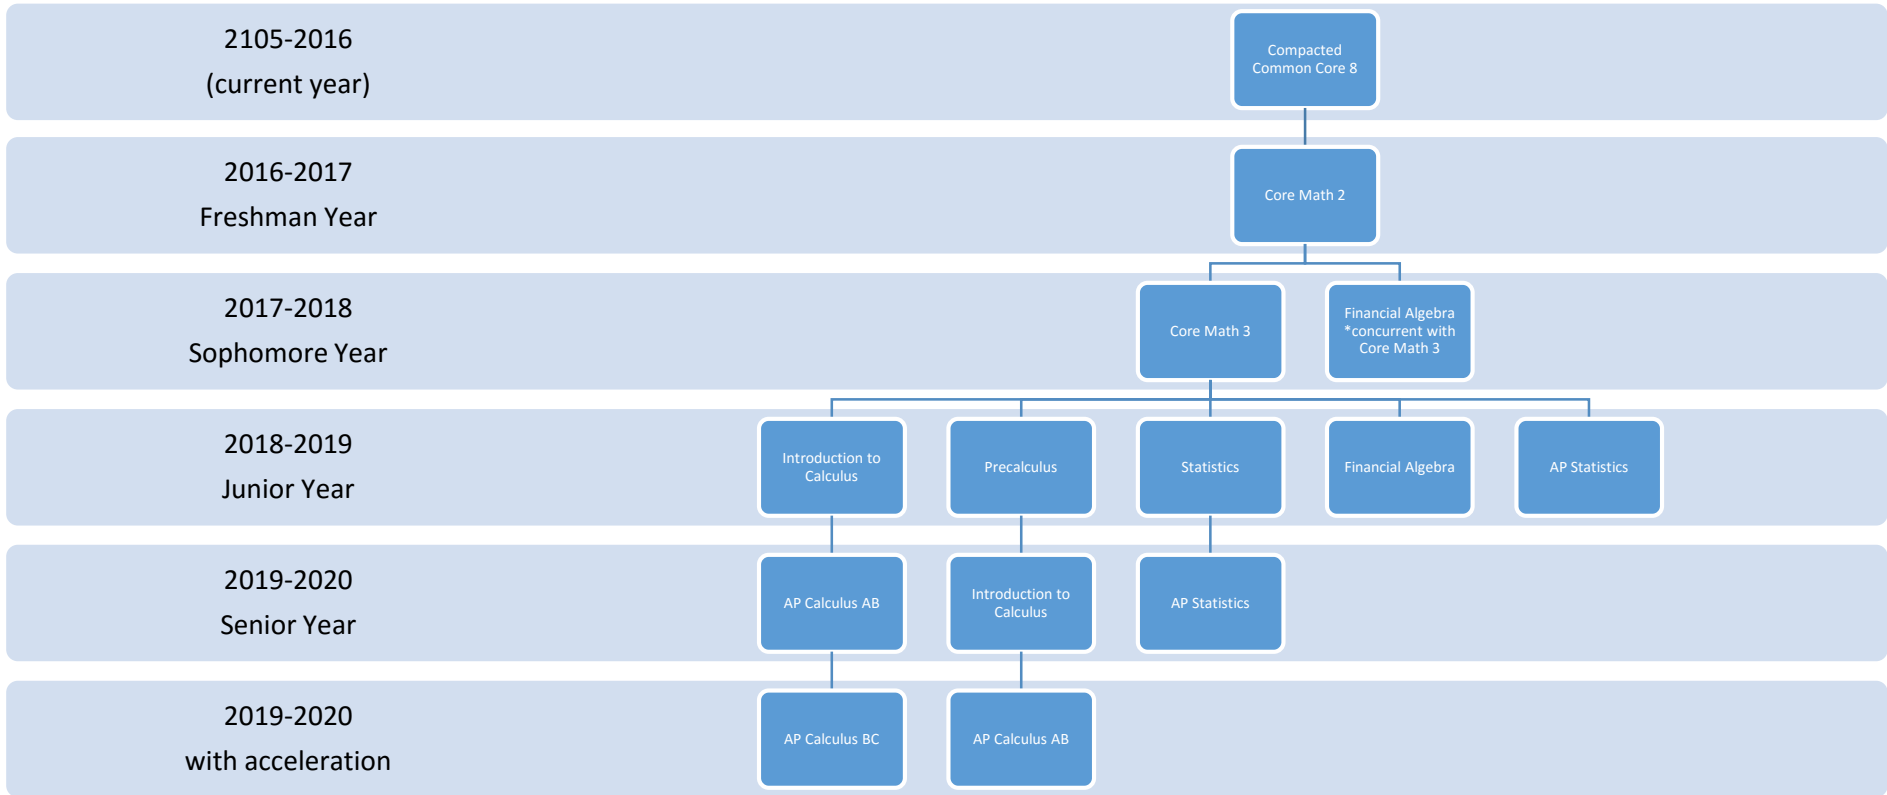 2105-2016
(current year)
Compacted
Common Core 8
2016-2017
Freshman Year
Core Math 2
2017-2018
Sophomore Year
Core Math 3
Financial Algebra
*concurrent with
Core Math 3
2018-2019
Junior Year
Introduction to
Calculus
Precalculus
Statistics
Financial Algebra
AP Statistics
2019-2020
Senior Year
AP Calculus AB
Introduction to
Calculus
AP Statistics
2019-2020
with acceleration
AP Calculus BC
AP Calculus AB